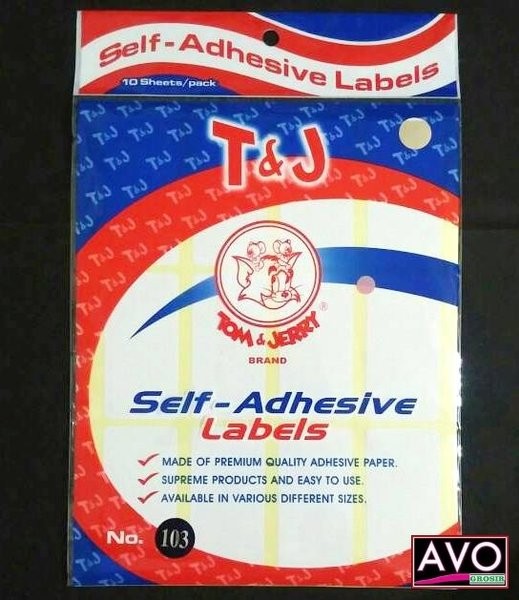 Self-Adhesive Labels
10 Sheets/pack
T&J
TOM & JERRY®
BRAND
Self-Adhesive
Labels
MADE OF PREMIUM QUALITY ADHESIVE PAPER.
SUPREME PRODUCTS AND EASY TO USE.
AVAILABLE IN VARIOUS DIFFERENT SIZES.
No. 103
AVO
GROSIR